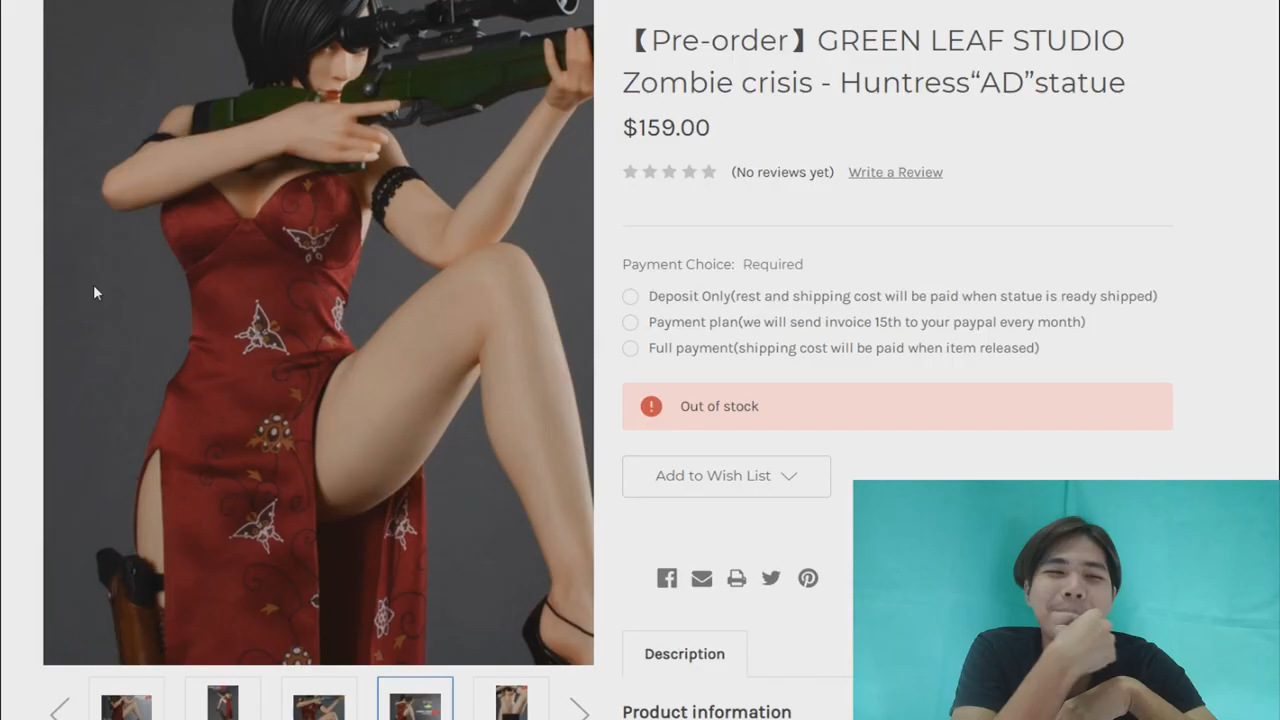 【Pre-order】GREEN LEAF STUDIO
Zombie crisis - Huntress“AD”statue
$159.00
(No reviews yet) Write a Review
Payment Choice: Required
Deposit Only(rest and shipping cost will be paid when statue is ready shipped)
Payment plan(we will send invoice 15th to your paypal every month)
Full payment(shipping cost will be paid when item released)
Out of stock
Add to Wish List
Description
Product information